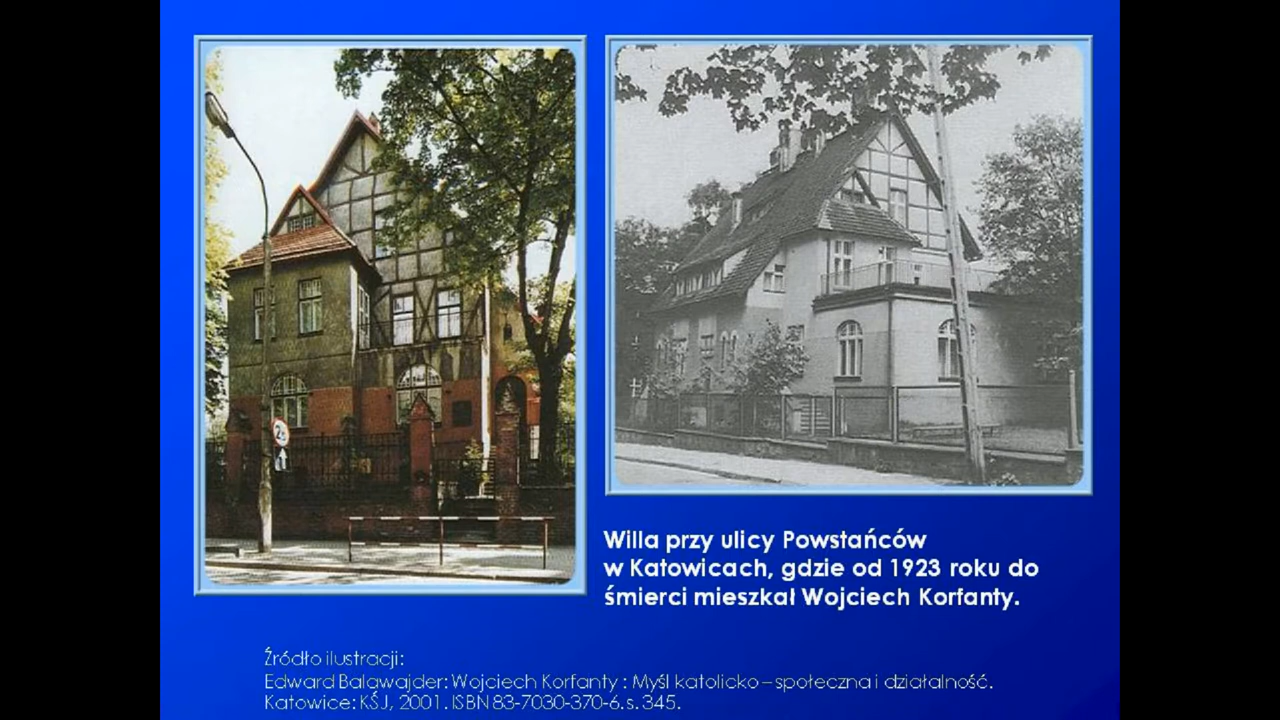 Willa przy ulicy Powstańców
w Katowicach, gdzie od 1923 roku do
śmierci mieszkał Wojciech Korfanty.
Źródło ilustracji:
Edward Balawajder: Wojciech Korfanty : Myśl katolicko – społeczna i działalność.
Katowice: KŚJ, 2001. ISBN 83-7030-370-6. s. 345.